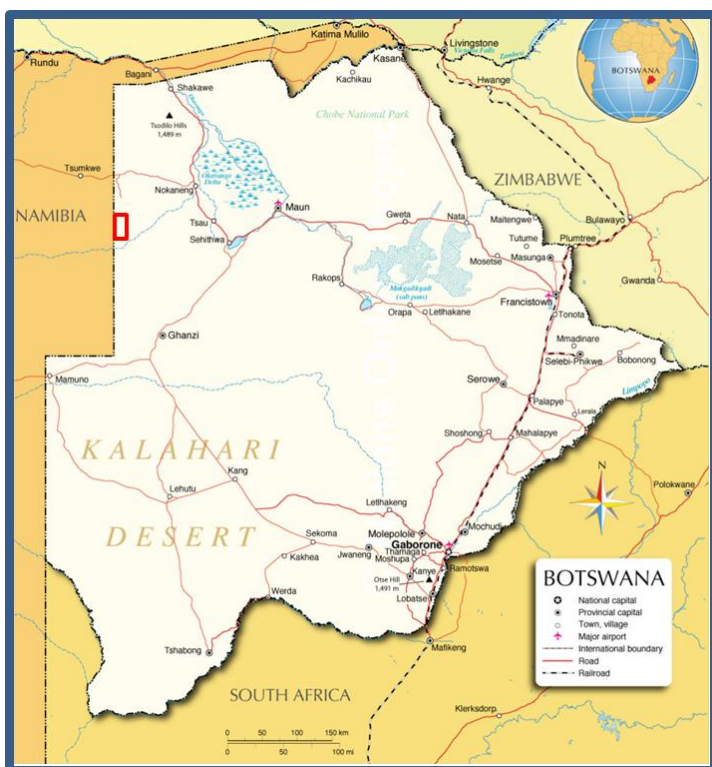 Katima Mulilo
Livingstone
Victoria Falls
Zambezi
Rundu
Kasane
Bagani
Kachikau
Hwange
BOTSWANA
Shakawe
Tsodilo Hills
1,489 m
Chobe National Park
Okavango
Delta
Tsumkwe
ZIMBABWE
Nokaneng
Maun
NAMIBIA
Tsau
Gweta
Nata
Maitengwe
Bulawayo
Sehithwa
Tutume
Plumtree
Mosetse
Masunga
Rakops
Makgadikgadi
(salt pans)
Gwanda
Francistown
Orapa
Letlhakane
Tonota
Ghanzi
Mmadinare
Selebi-Phikwe
Bobonong
Mamuno
Serowe
Limpopo
Palapye
Lerala
Shoshong
Mahalapye
KALAHARI
Kang
Polokwane
Lehutu
N
Letlhakeng
DESERT
Molepolole
Mochudi
Sekoma
Gaborone
Jwaneng
Thamaga
Moshupa
Kakhea
Kanye
Ramotswa
Otse Hill
1,491 m
Lobatse
Werda
Tshabong
Mafikeng
SOUTH AFRICA
Klerksdorp
BOTSWANA
National capital
Provincial capital
Town, village
Major airport
International boundary
Road
Railroad
0 50 100 150 km
0 50 100 mi